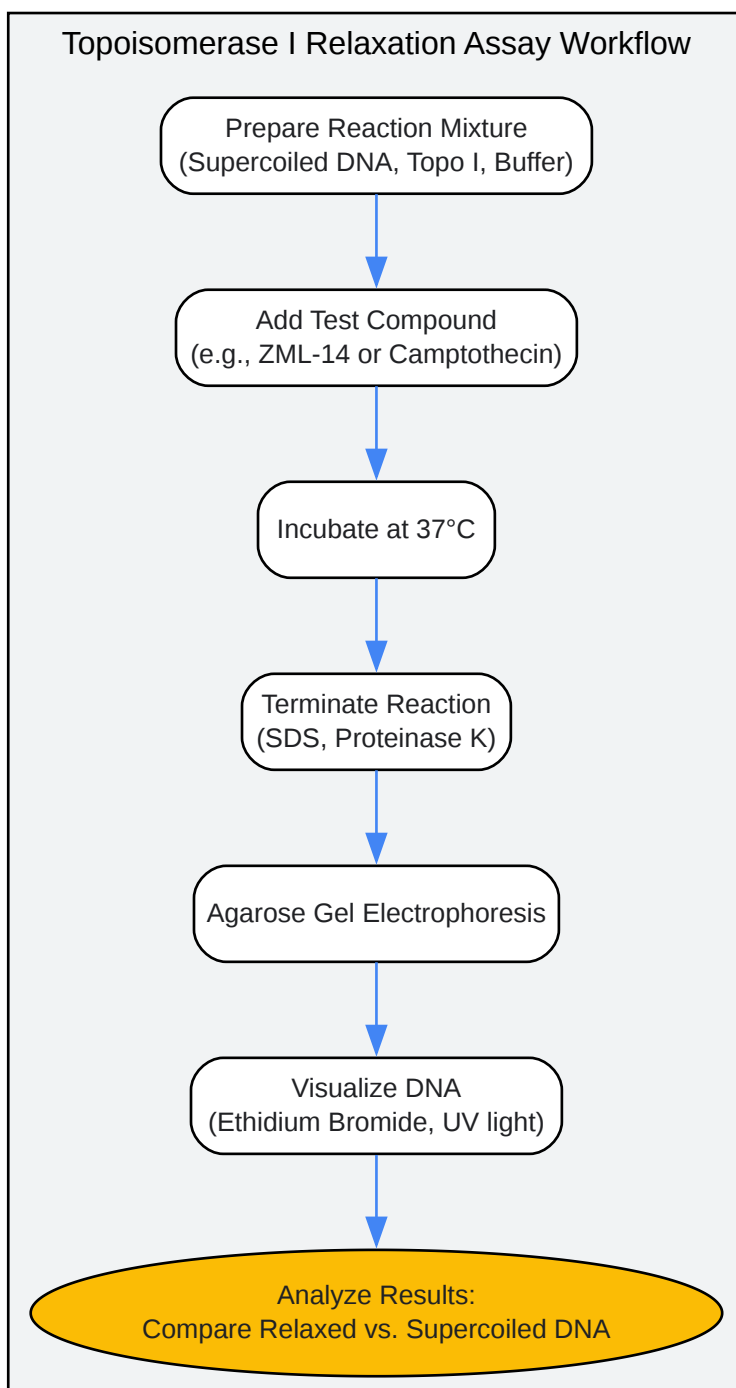 Topoisomerase I Relaxation Assay Workflow
Prepare Reaction Mixture
(Supercoiled DNA, Topo I, Buffer)
Add Test Compound
(e.g., ZML-14 or Camptothecin)
Incubate at 37°C
Terminate Reaction
(SDS, Proteinase K)
Agarose Gel Electrophoresis
Visualize DNA
(Ethidium Bromide, UV light)
Analyze Results:
Compare Relaxed vs. Supercoiled DNA